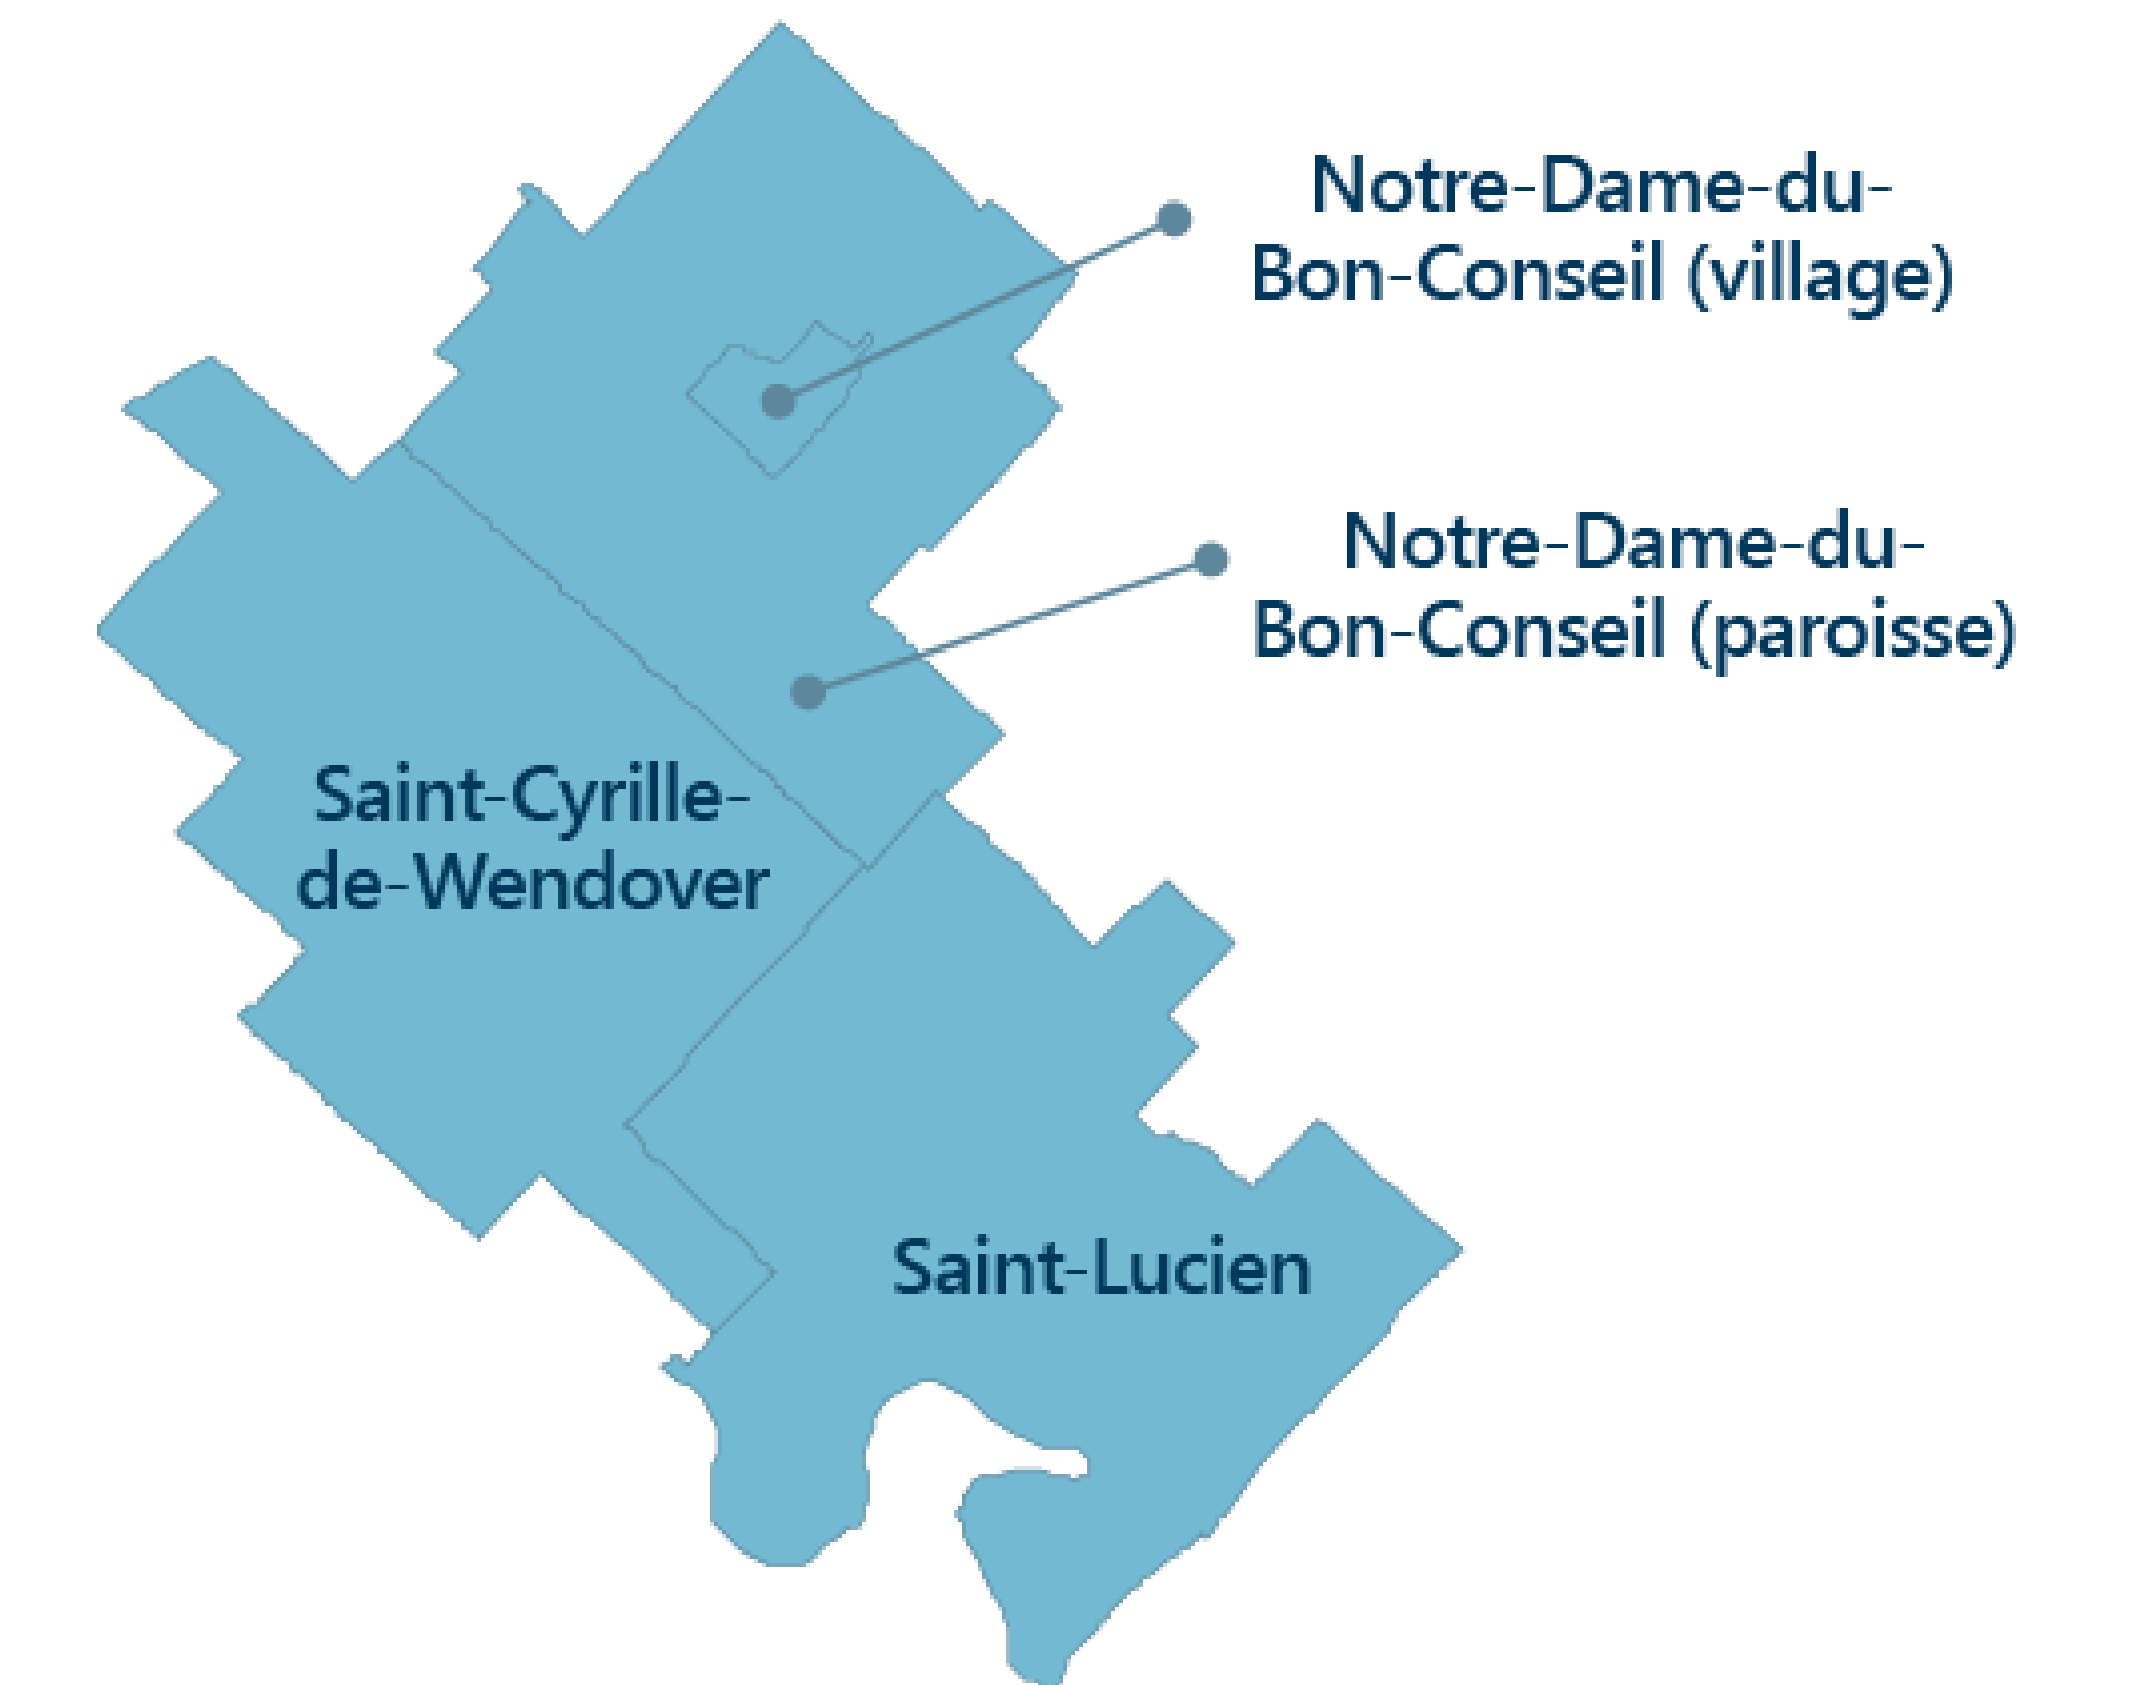 Notre-Dame-du-
Bon-Conseil (village)
Notre-Dame-du-
Bon-Conseil (paroisse)
Saint-Cyrille-
de-Wendover
Saint-Lucien